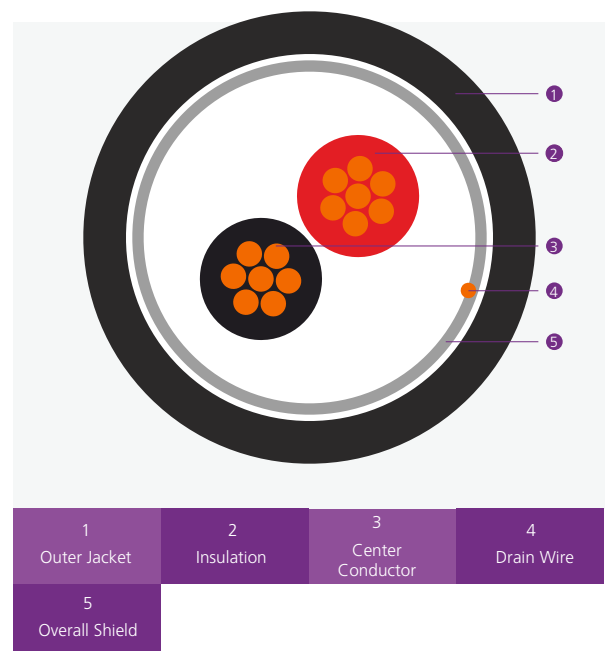 1
2
3
4
5
1
Outer Jacket
2
Insulation
3
Center
Conductor
4
Drain Wire
5
Overall Shield